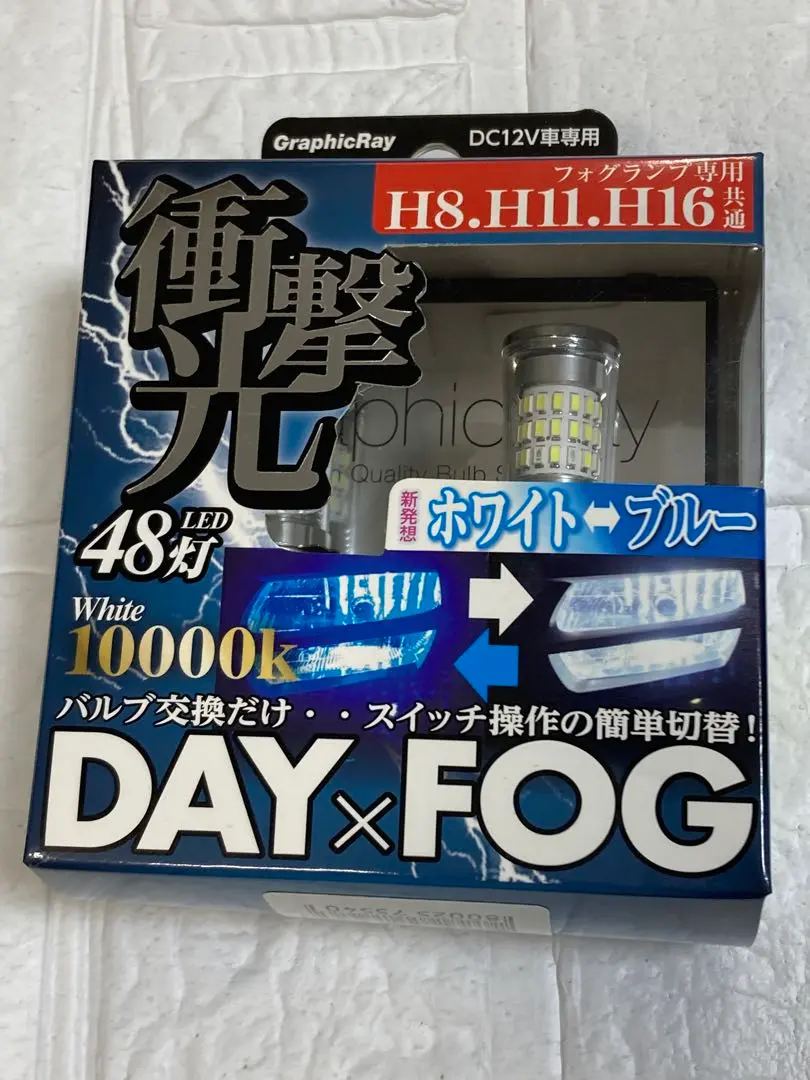 GraphicRay
DC12V車専用
フォグランプ専用
H8.H11.H16共通
衝撃光
LED
48灯
Quality Bulb
新発想
ホワイト⇔ブルー
White
10000k
バルブ交換だけ・・スイッチ操作の簡単切替!
DAY×FOG